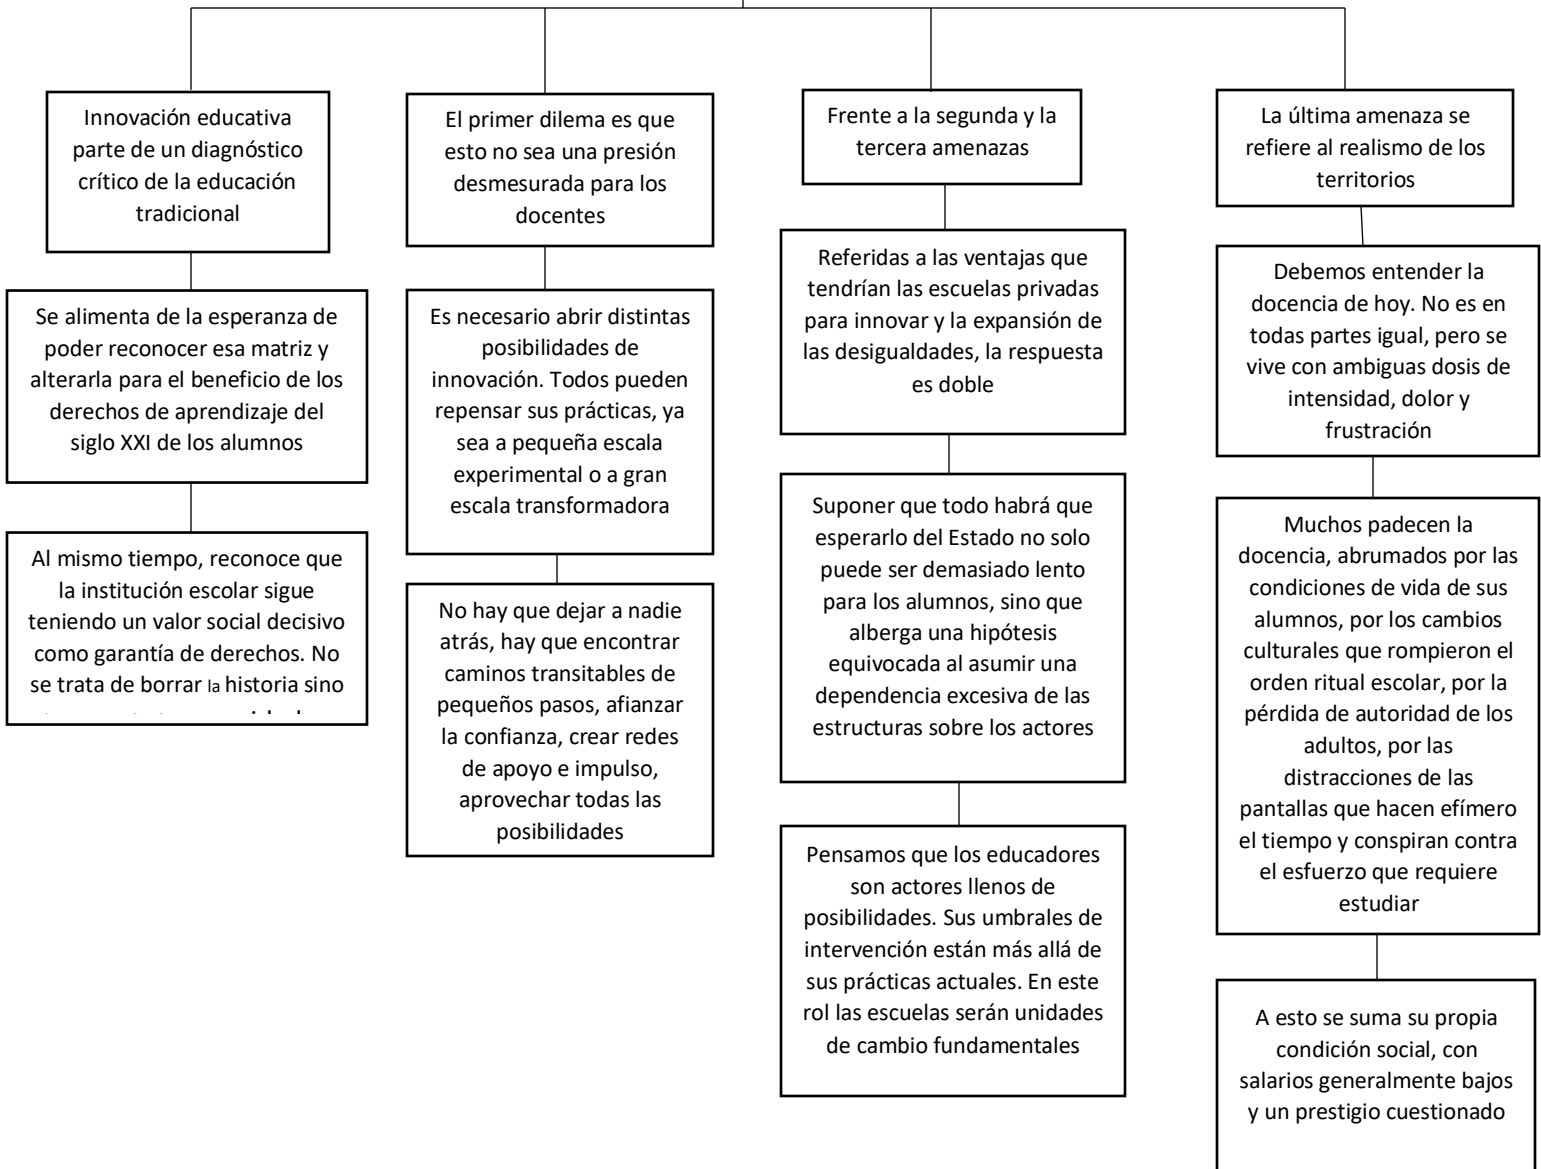 Innovación educativa
parte de un diagnóstico
crítico de la educación
tradicional
Se alimenta de la esperanza de
poder reconocer esa matriz y
alterarla para el beneficio de los
derechos de aprendizaje del
siglo XXI de los alumnos
Al mismo tiempo, reconoce que
la institución escolar sigue
teniendo un valor social decisivo
como garantía de derechos. No
se trata de borrar la historia sino
El primer dilema es que
esto no sea una presión
desmesurada para los
docentes
Es necesario abrir distintas
posibilidades de
innovación. Todos pueden
repensar sus prácticas, ya
sea a pequeña escala
experimental o a gran
escala transformadora
No hay que dejar a nadie
atrás, hay que encontrar
caminos transitables de
pequeños pasos, afianzar
la confianza, crear redes
de apoyo e impulso,
aprovechar todas las
posibilidades
Frente a la segunda y la
tercera amenazas
Referidas a las ventajas que
tendrían las escuelas privadas
para innovar y la expansión de
las desigualdades, la respuesta
es doble
Suponer que todo habrá que
esperarlo del Estado no solo
puede ser demasiado lento
para los alumnos, sino que
alberga una hipótesis
equivocada al asumir una
dependencia excesiva de las
estructuras sobre los actores
Pensamos que los educadores
son actores llenos de
posibilidades. Sus umbrales de
intervención están más allá de
sus prácticas actuales. En este
rol las escuelas serán unidades
de cambio fundamentales
La última amenaza se
refiere al realismo de los
territorios
Debemos entender la
docencia de hoy. No es en
todas partes igual, pero se
vive con ambiguas dosis de
intensidad, dolor y
frustración
Muchos padecen la
docencia, abrumados por las
condiciones de vida de sus
alumnos, por los cambios
culturales que rompieron el
orden ritual escolar, por la
pérdida de autoridad de los
adultos, por las
distracciones de las
pantallas que hacen efímero
el tiempo y conspiran contra
el esfuerzo que requiere
estudiar
A esto se suma su propia
condición social, con
salarios generalmente bajos
y un prestigio cuestionado